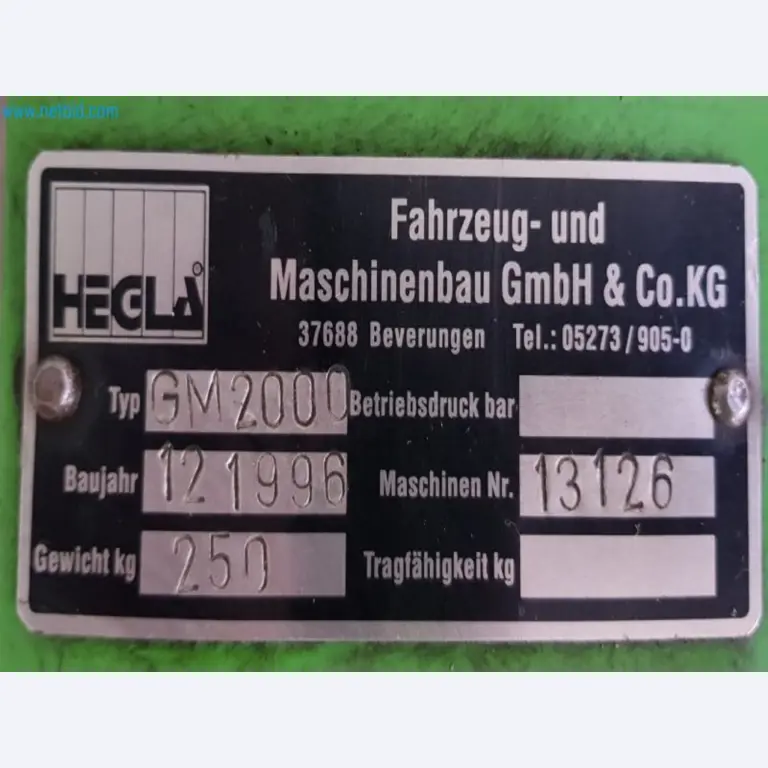 www.netbid.com
HEGLA
Fahrzeug- und
Maschinenbau GmbH & Co.KG
37688 Beverungen Tel.: 05273/905-0
Typ GM2000 Betriebsdruck bar
Baujahr 12 1996 Maschinen Nr. 13126
Gewicht kg 250 Tragfähigkeit kg